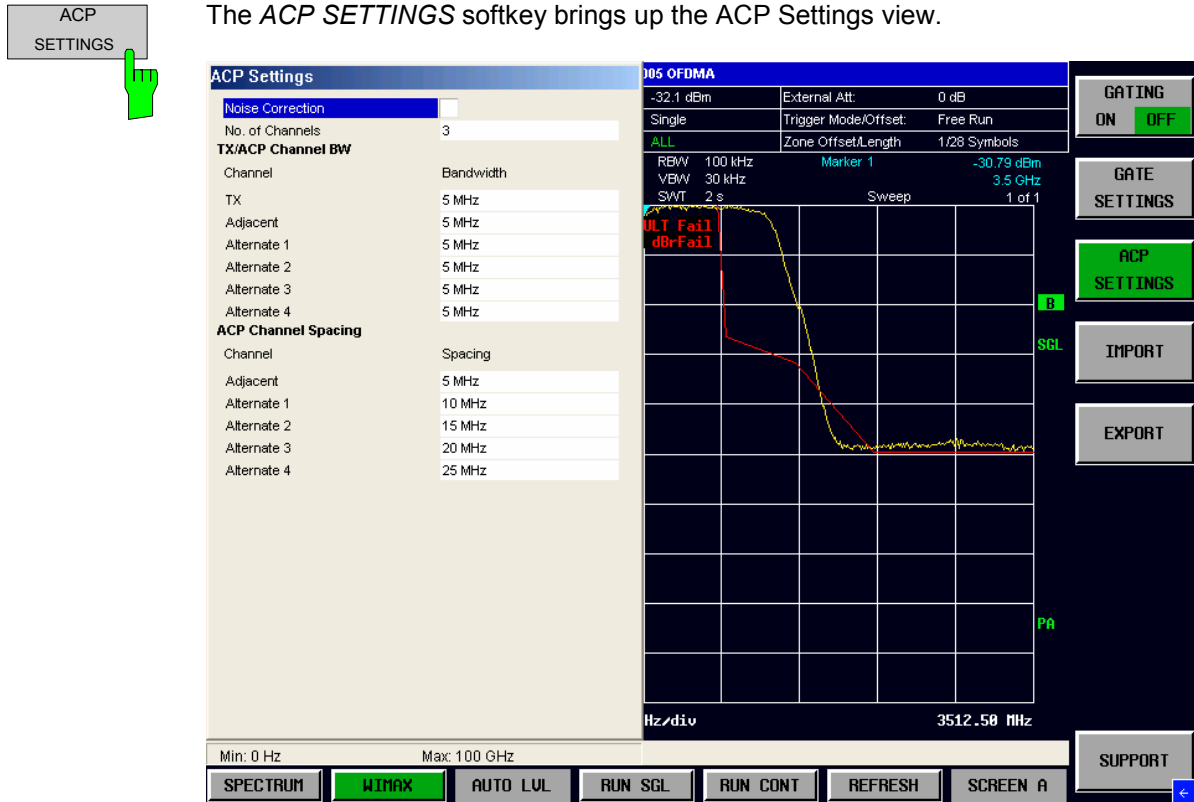 ACP
SETTINGS
The ACP SETTINGS softkey brings up the ACP Settings view.
ACP Settings
Noise Correction
No. of Channels 3
TX/ACP Channel BW
Channel Bandwidth
TX 5 MHz
Adjacent 5 MHz
Alternate 1 5 MHz
Alternate 2 5 MHz
Alternate 3 5 MHz
Alternate 4 5 MHz
ACP Channel Spacing
Channel Spacing
Adjacent 5 MHz
Alternate 1 10 MHz
Alternate 2 15 MHz
Alternate 3 20 MHz
Alternate 4 25 MHz
Min: 0 Hz Max: 100 GHz
005 OFDMA
-32.1 dBm External Att: 0 dB
Single Trigger Mode/Offset: Free Run
ALL Zone Offset/Length 1/28 Symbols
RBW 100 kHz Marker 1 -30.79 dBm
VBW 30 kHz 3.5 GHz
SWT 2 s Sweep 1 of 1
ULT Fail
dBrFail
B
SGL
PA
Hz/div 3512.50 MHz
GATING
ON OFF
GATE
SETTINGS
ACP
SETTINGS
IMPORT
EXPORT
SUPPORT
SPECTRUM WIMAX AUTO LVL RUN SGL RUN CONT REFRESH SCREEN A